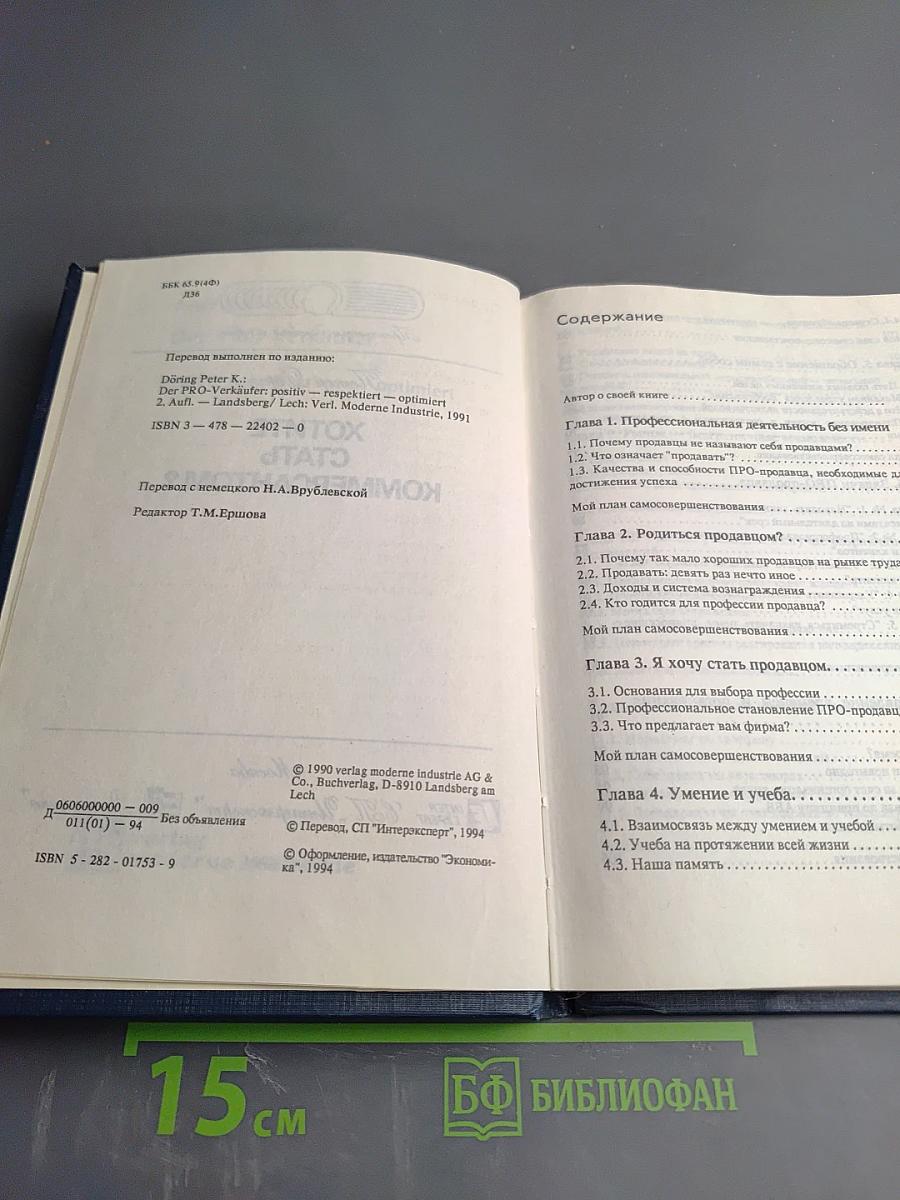 ББК 65.9(4Ф)
Д36
Перевод выполнен по изданию:
Döring Peter K.:
Der PRO-Verkäufer: positiv — respektiert — optimiert
2. Aufl. — Landsberg/ Lech: Verl. Moderne Industrie, 1991
ISBN 3 — 478 — 22402 — 0
Перевод с немецкого Н.А.Врублевской
Редактор Т.М.Ершова
© 1990 verlag moderne industrie AG &
Co., Buchverlag, D-8910 Landsberg am
Lech
Д 0606000000 — 009
011(01) — 94
Без объявления
© Перевод, СП "Интерэксперт", 1994
ISBN 5 - 282 - 01753 - 9
© Оформление, издательство "Экономи-
ка", 1994
Содержание
Автор о своей книге
Глава 1. Профессиональная деятельность без имени
1.1. Почему продавцы не называют себя продавцами?
1.2. Что означает "продавать"?
1.3. Качества и способности ПРО-продавца, необходимые
достижения успеха
Мой план самосовершенствования
Глава 2. Родиться продавцом?
2.1. Почему так мало хороших продавцов на рынке труда
2.2. Продавать: девять раз нечто иное
2.3. Доходы и система вознаграждения
2.4. Кто годится для профессии продавца?
Мой план самосовершенствования
Глава 3. Я хочу стать продавцом
3.1. Основания для выбора профессии
3.2. Профессиональное становление ПРО-продавц
3.3. Что предлагает вам фирма?
Мой план самосовершенствования
Глава 4. Умение и учеба
4.1. Взаимосвязь между умением и учебой
4.2. Учеба на протяжении всей жизни
4.3. Наша память
15 см
БФ БИБЛИОФАН